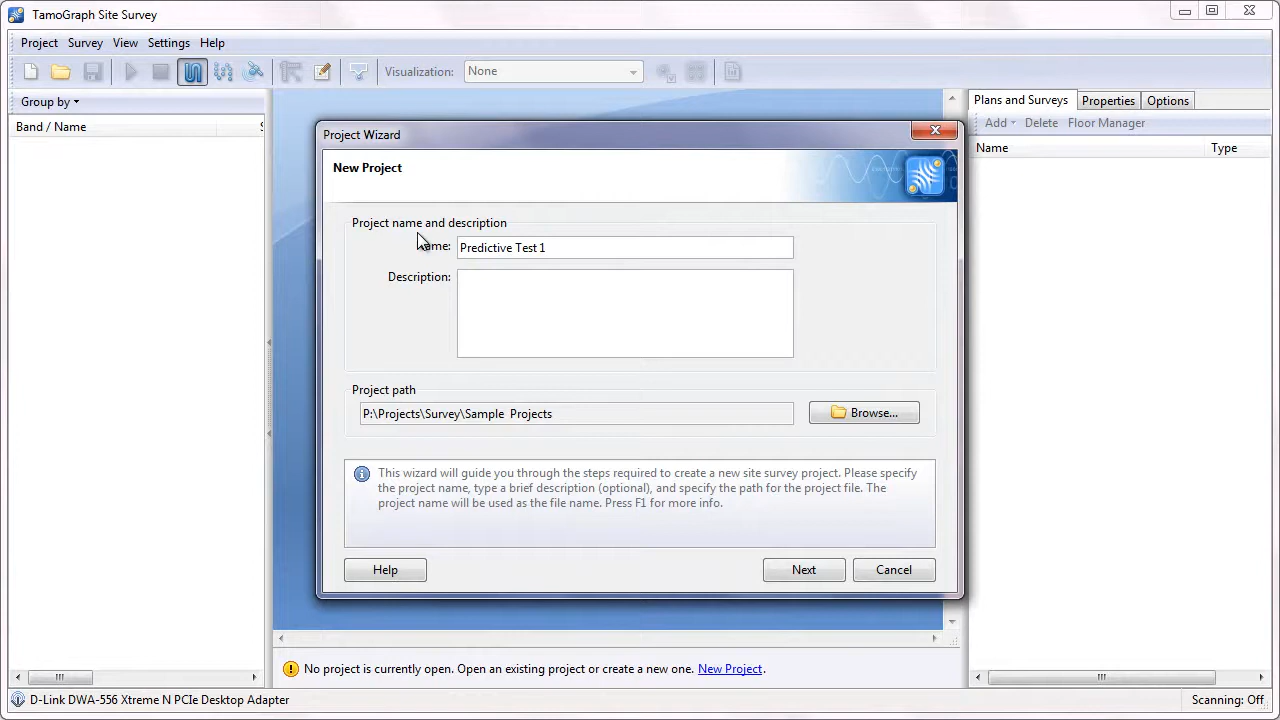 TamoGraph Site Survey
Project Survey View Settings Help
Visualization: None
Group by
Band / Name S
Plans and Surveys Properties Options
Add Delete Floor Manager
Name Type
Project Wizard
New Project
Project name and description
Name: Predictive Test 1
Description:
Project path
P:\Projects\Survey\Sample Projects Browse...
This wizard will guide you through the steps required to create a new site survey project. Please specify
the project name, type a brief description (optional), and specify the path for the project file. The
project name will be used as the file name. Press F1 for more info.
Help Next Cancel
No project is currently open. Open an existing project or create a new one. New Project.
D-Link DWA-556 Xtreme N PCIe Desktop Adapter Scanning: Off